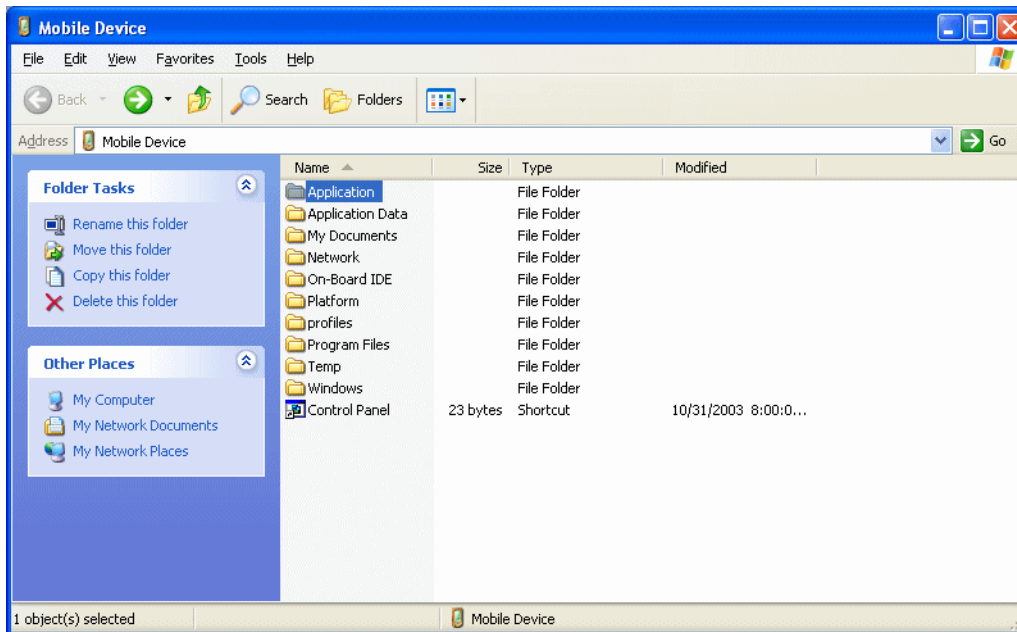 Mobile Device
File Edit View Favorites Tools Help
Back Search Folders
Address Mobile Device Go
Folder Tasks
Rename this folder
Move this folder
Copy this folder
Delete this folder
Other Places
My Computer
My Network Documents
My Network Places
Name Size Type Modified
Application File Folder
Application Data File Folder
My Documents File Folder
Network File Folder
On-Board IDE File Folder
Platform File Folder
profiles File Folder
Program Files File Folder
Temp File Folder
Windows File Folder
Control Panel 23 bytes Shortcut 10/31/2003 8:00:0...
1 object(s) selected Mobile Device